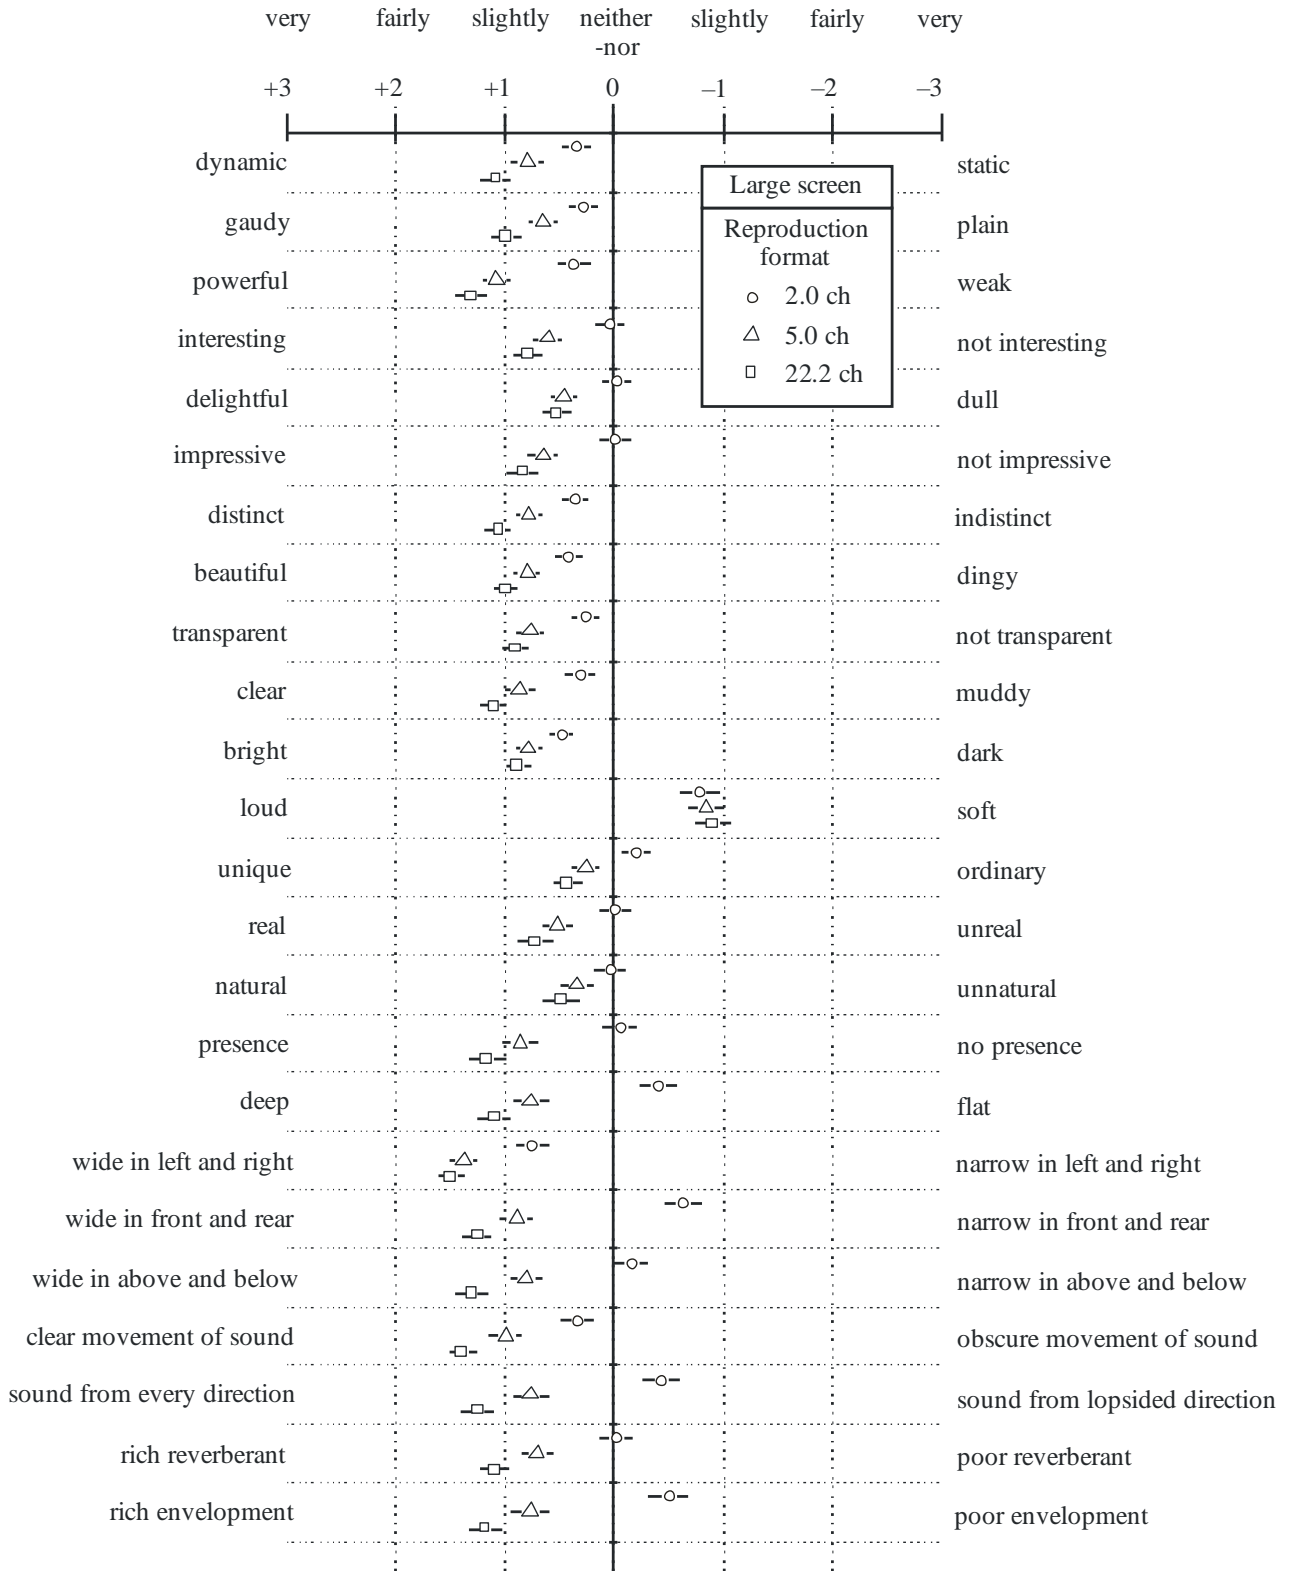 very fairly slightly neither slightly fairly very
-nor
+3 +2 +1 0 –1 –2 –3
dynamic static
Large screen
gaudy plain
Reproduction
format
powerful weak
2.0 ch
5.0 ch
interesting not interesting
22.2 ch
delightful dull
impressive not impressive
distinct indistinct
beautiful dingy
transparent not transparent
clear muddy
bright dark
loud soft
unique ordinary
real unreal
natural unnatural
presence no presence
deep flat
wide in left and right narrow in left and right
wide in front and rear narrow in front and rear
wide in above and below narrow in above and below
clear movement of sound obscure movement of sound
sound from every direction sound from lopsided direction
rich reverberant poor reverberant
rich envelopment poor envelopment